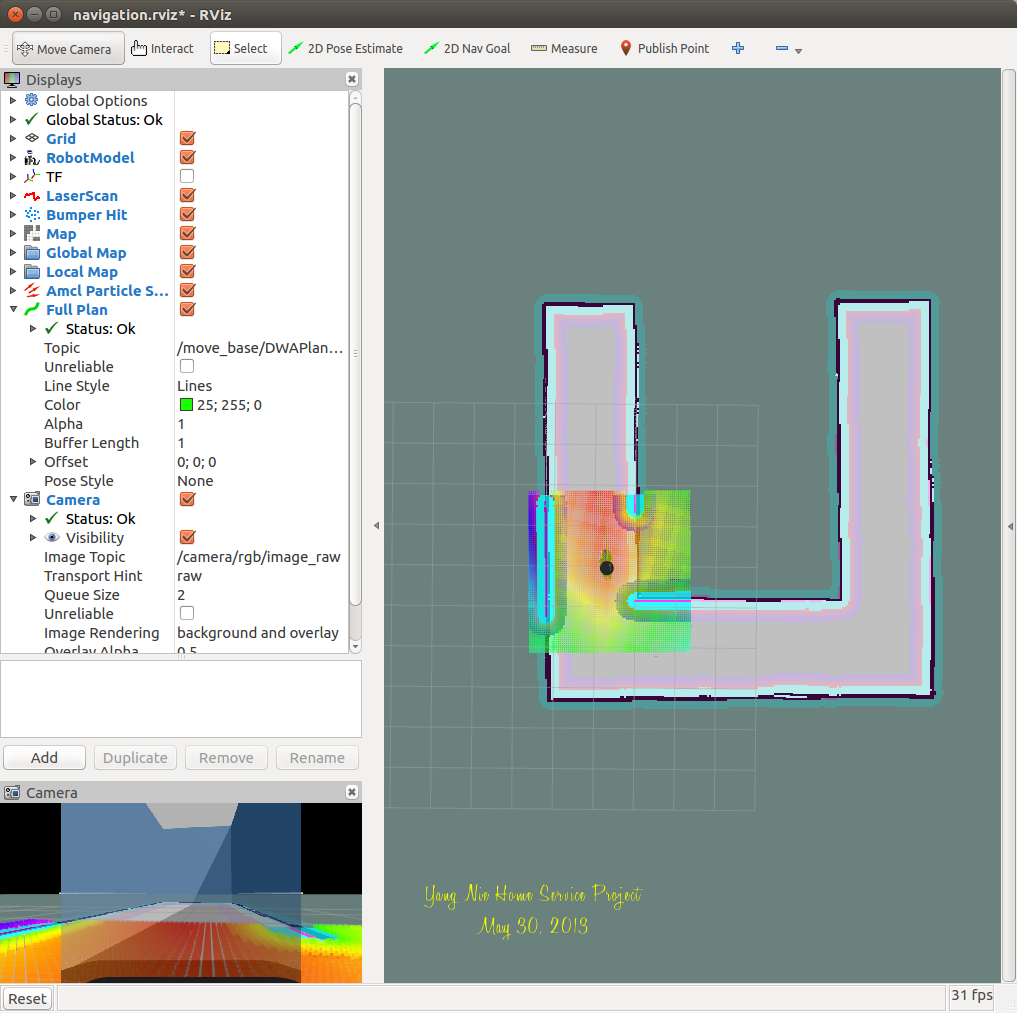 navigation.rviz* - RViz
Move Camera Interact Select 2D Pose Estimate 2D Nav Goal Measure Publish Point
Displays
Global Options
Global Status: Ok
Grid
RobotModel
TF
LaserScan
Bumper Hit
Map
Global Map
Local Map
Amcl Particle S...
Full Plan
Status: Ok
Topic /move_base/DWAPlan...
Unreliable
Line Style Lines
Color 25; 255; 0
Alpha 1
Buffer Length 1
Offset 0; 0; 0
Pose Style None
Camera
Status: Ok
Visibility
Image Topic /camera/rgb/image_raw
Transport Hint raw
Queue Size 2
Unreliable
Image Rendering background and overlay
Overlay Alpha 0.5
Add Duplicate Remove Rename
Camera
Yang Nie Home Service Project
May 30, 2013
Reset
31 fps